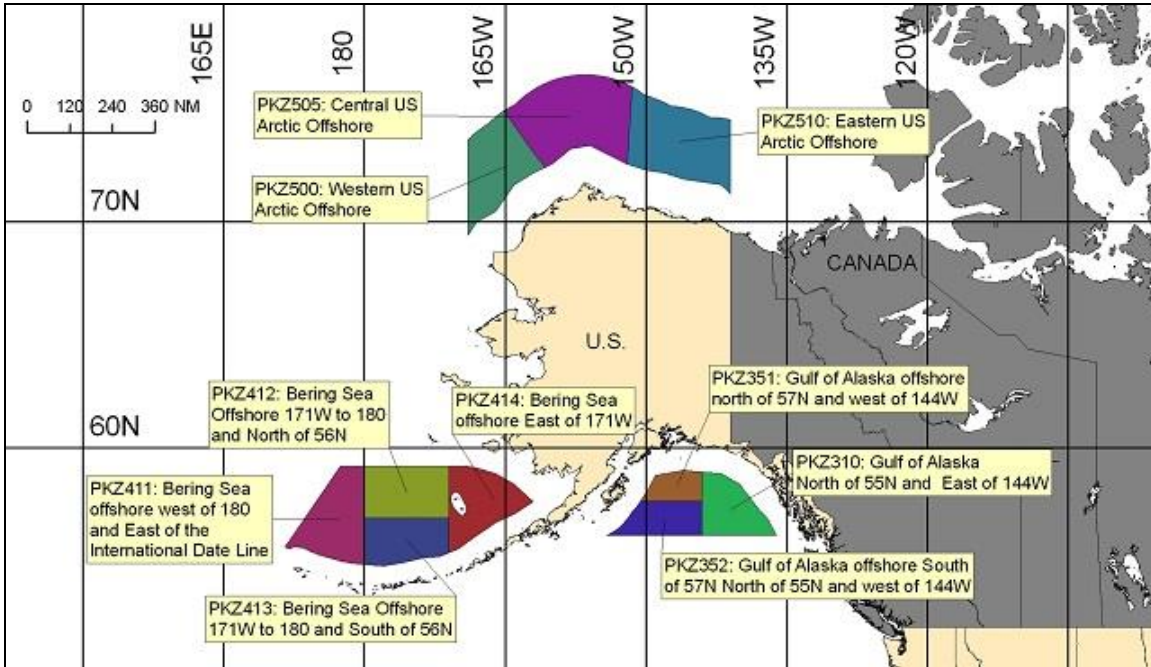 165E
180
165W
150W
135W
120W
0 120 240 360 NM
PKZ505: Central US
Arctic Offshore
PKZ510: Eastern US
Arctic Offshore
PKZ500: Western US
Arctic Offshore
70N
CANADA
U.S.
PKZ412: Bering Sea
Offshore 171W to 180
and North of 56N
PKZ414: Bering Sea
offshore East of 171W
PKZ351: Gulf of Alaska offshore
north of 57N and west of 144W
60N
PKZ411: Bering Sea
offshore west of 180
and East of the
International Date Line
PKZ310: Gulf of Alaska
North of 55N and East of 144W
PKZ352: Gulf of Alaska offshore South
of 57N North of 55N and west of 144W
PKZ413: Bering Sea Offshore
171W to 180 and South of 56N